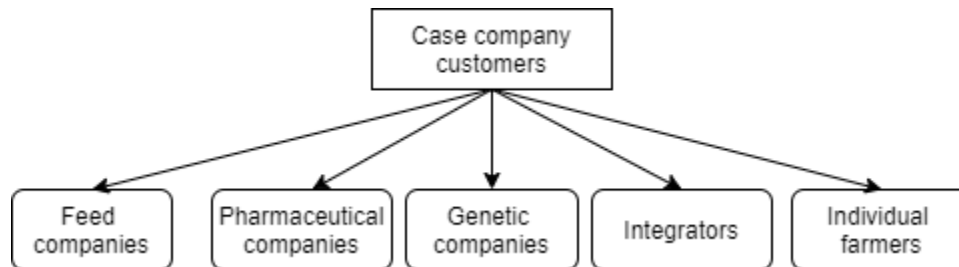 Case company
customers
Feed
companies
Pharmaceutical
companies
Genetic
companies
Integrators
Individual
farmers